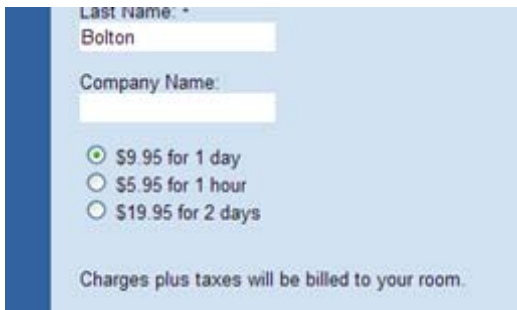 Last Name: *
Bolton
Company Name:
$9.95 for 1 day
$5.95 for 1 hour
$19.95 for 2 days
Charges plus taxes will be billed to your room.